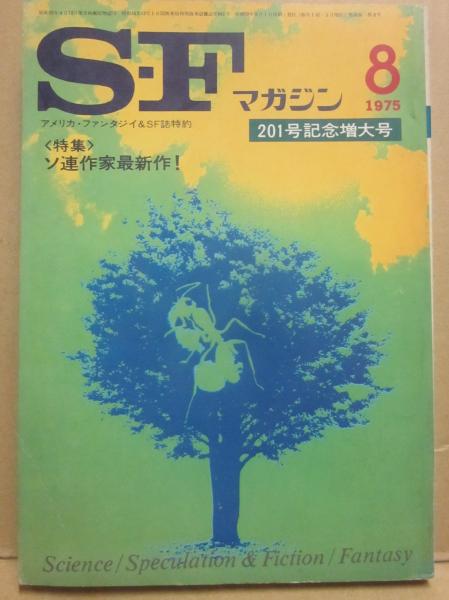 S-Fマガジン
8
1975
アメリカ・ファンタジイ&SF誌特約
201号記念増大号
<特集>
ソ連作家最新作!
Science/Speculation & Fiction/Fantasy